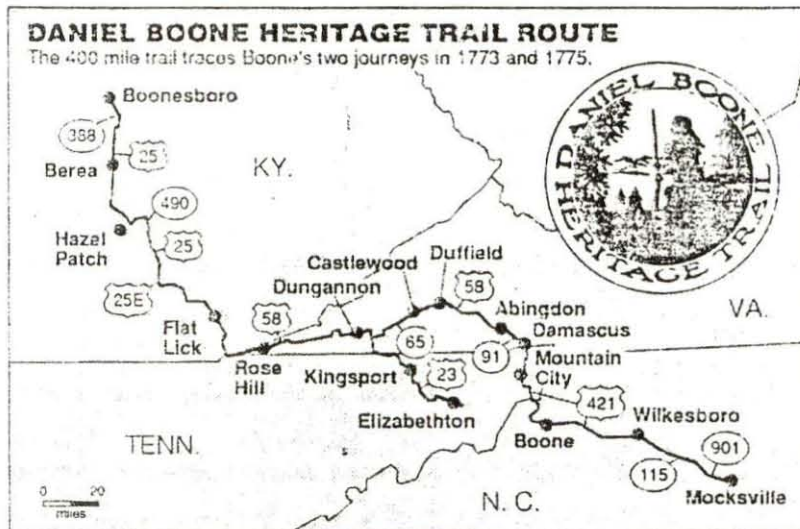 DANIEL BOONE HERITAGE TRAIL ROUTE
The 400 mile trail traces Boone's two journeys in 1773 and 1775.
DANIEL BOONE
HERITAGE TRAIL
Boonesboro
388
25
Berea
KY.
490
Hazel
Patch
25
25E
Flat
Lick
58
Rose
Hill
Castlewood
Dungannon
Duffield
58
Abingdon
Damascus
VA.
65
91
Mountain
City
Kingsport
23
Elizabethton
421
Boone
Wilkesboro
901
115
Mocksville
TENN.
N. C.
0 20
miles